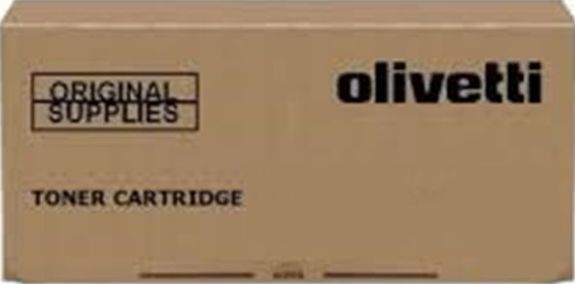 ORIGINAL
SUPPLIES
olivetti
TONER CARTRIDGE